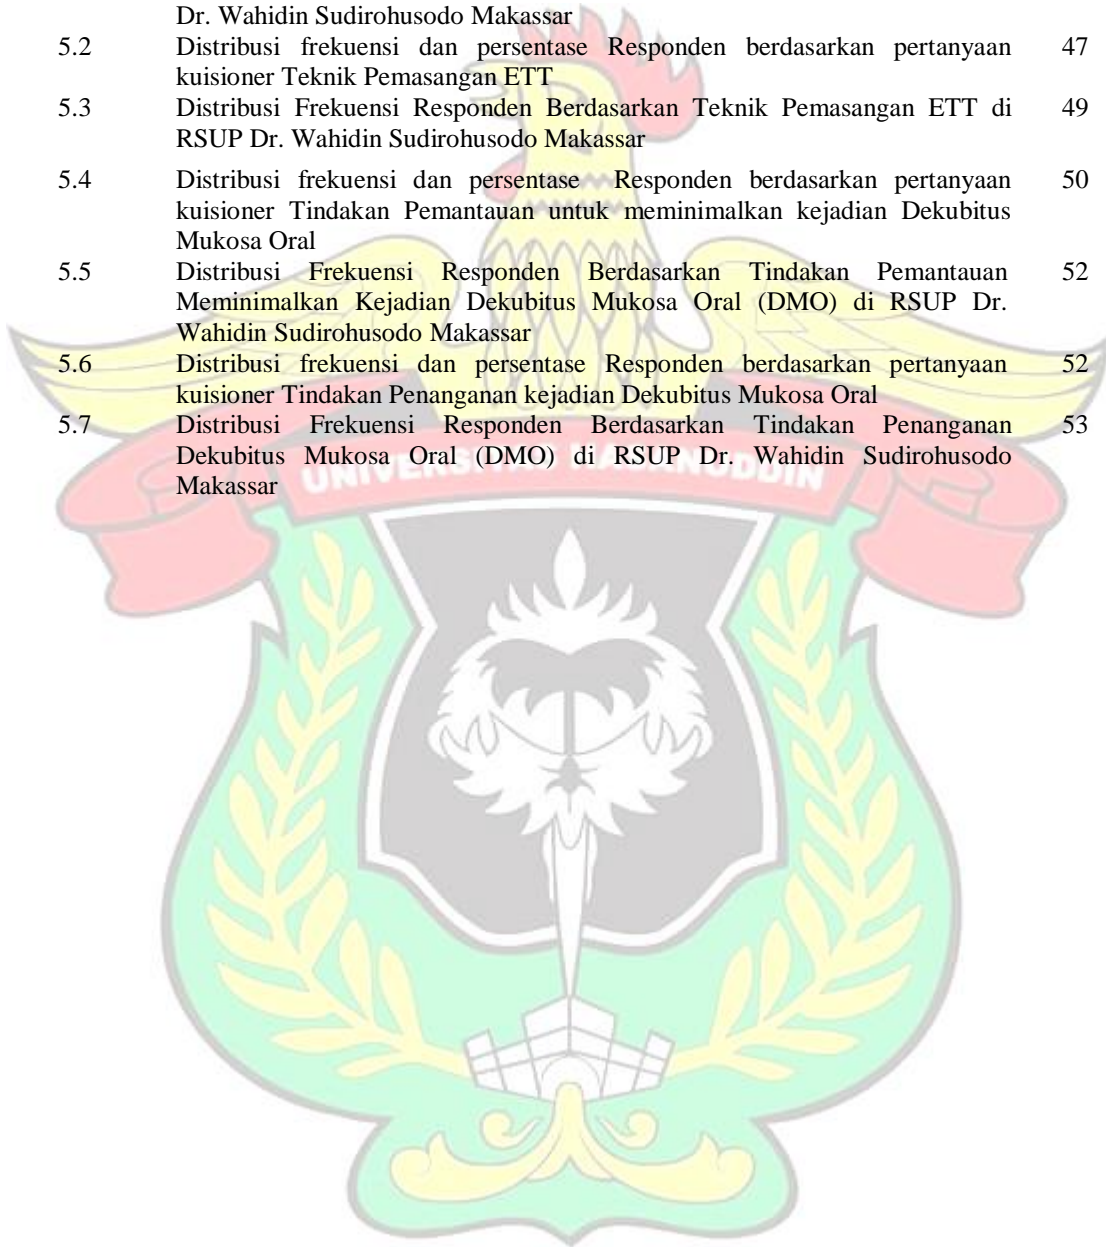 Dr. Wahidin Sudirohusodo Makassar
5.2 Distribusi frekuensi dan persentase Responden berdasarkan pertanyaan 47
kuisioner Teknik Pemasangan ETT
5.3 Distribusi Frekuensi Responden Berdasarkan Teknik Pemasangan ETT di 49
RSUP Dr. Wahidin Sudirohusodo Makassar
5.4 Distribusi frekuensi dan persentase Responden berdasarkan pertanyaan 50
kuisioner Tindakan Pemantauan untuk meminimalkan kejadian Dekubitus
Mukosa Oral
5.5 Distribusi Frekuensi Responden Berdasarkan Tindakan Pemantauan 52
Meminimalkan Kejadian Dekubitus Mukosa Oral (DMO) di RSUP Dr.
Wahidin Sudirohusodo Makassar
5.6 Distribusi frekuensi dan persentase Responden berdasarkan pertanyaan 52
kuisioner Tindakan Penanganan kejadian Dekubitus Mukosa Oral
5.7 Distribusi Frekuensi Responden Berdasarkan Tindakan Penanganan 53
Dekubitus Mukosa Oral (DMO) di RSUP Dr. Wahidin Sudirohusodo
Makassar
UNIVERSITAS HASANUDDIN